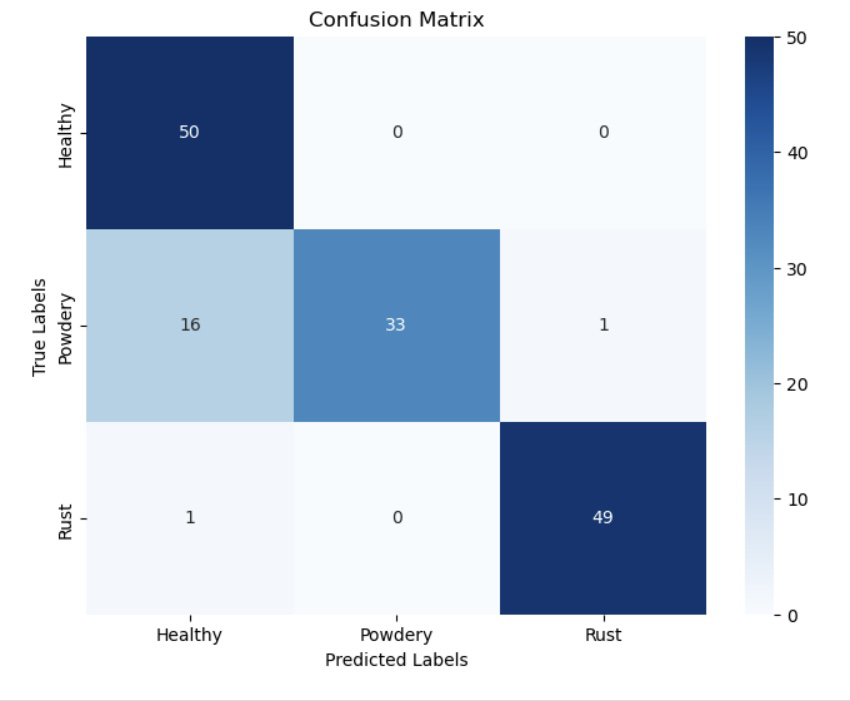 Confusion Matrix
Healthy
50
0
0
True Labels
Powdery
16
33
1
Rust
1
0
49
Healthy
Powdery
Rust
Predicted Labels
50
40
30
20
10
0